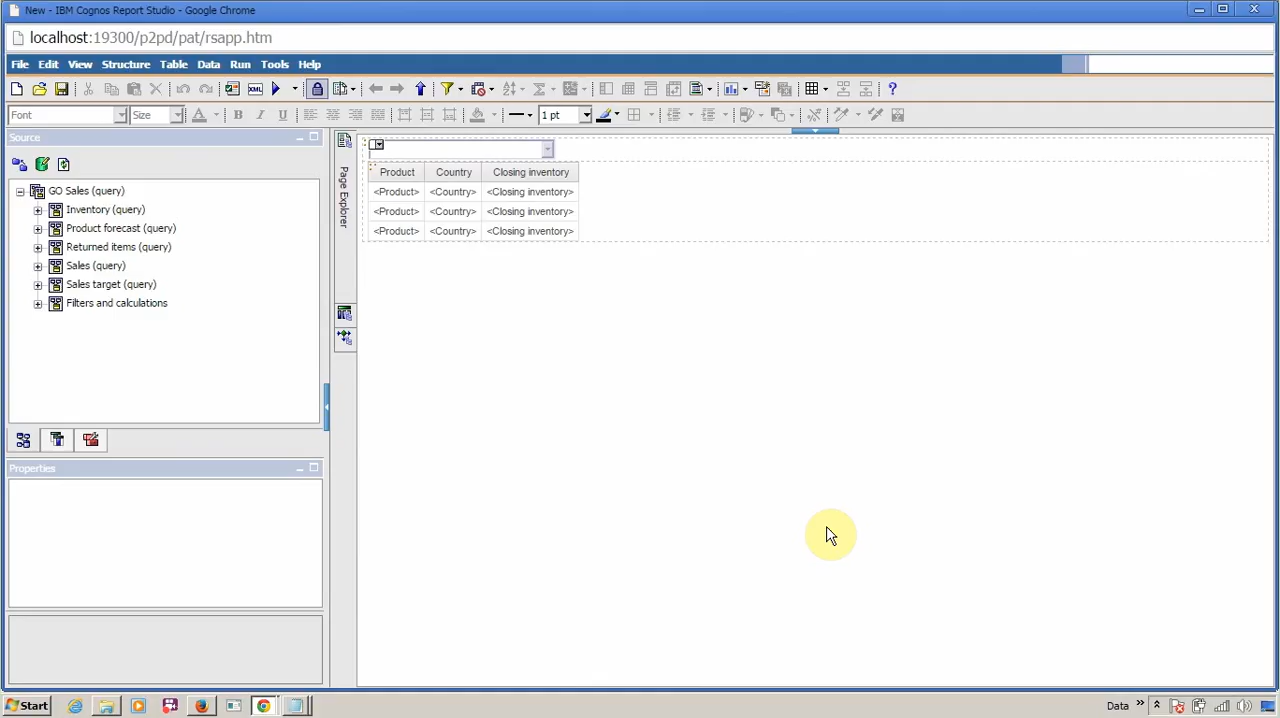 New - IBM Cognos Report Studio - Google Chrome
localhost:19300/p2pd/pat/rsapp.htm
File Edit View Structure Table Data Run Tools Help
XML
Font Size A B I U 1 pt
Source
Page Explorer
GO Sales (query)
Inventory (query)
Product forecast (query)
Returned items (query)
Sales (query)
Sales target (query)
Filters and calculations
Product Country Closing inventory
<Product> <Country> <Closing inventory>
<Product> <Country> <Closing inventory>
<Product> <Country> <Closing inventory>
Properties
Start Data »